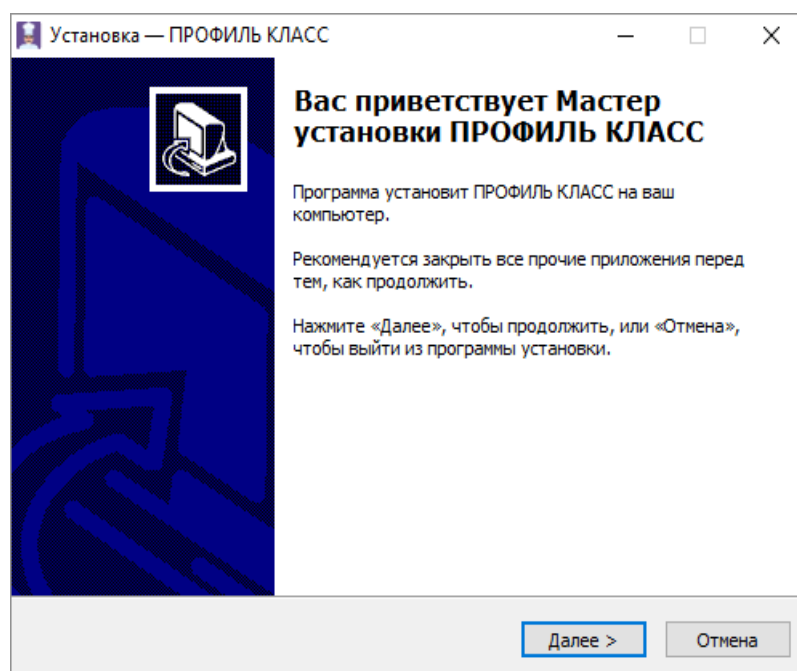 Установка — ПРОФИЛЬ КЛАСС
Вас приветствует Мастер
установки ПРОФИЛЬ КЛАСС
Программа установит ПРОФИЛЬ КЛАСС на ваш
компьютер.
Рекомендуется закрыть все прочие приложения перед
тем, как продолжить.
Нажмите «Далее», чтобы продолжить, или «Отмена»,
чтобы выйти из программы установки.
Далее >
Отмена